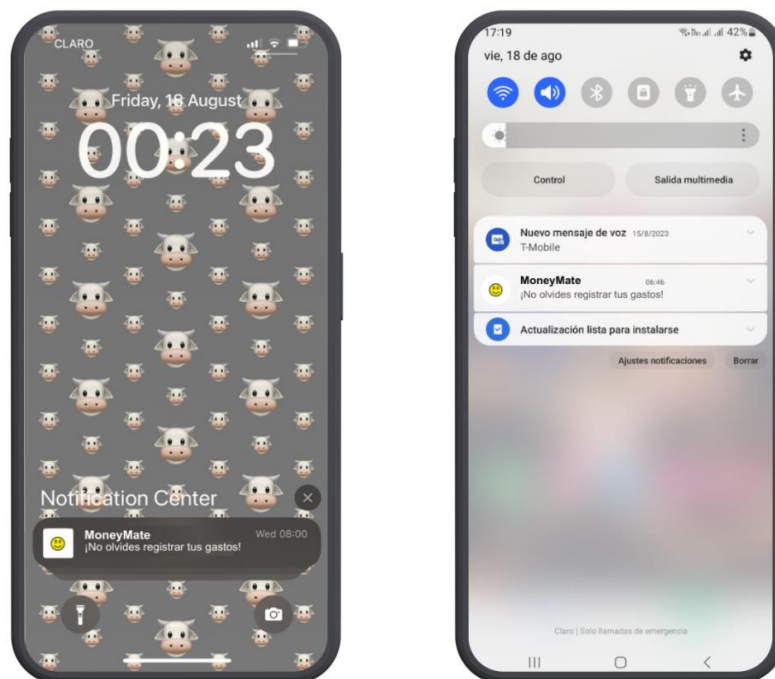 CLARO
Friday, 18 August
00:23
Notification Center
MoneyMate
Wed 08:00
¡No olvides registrar tus gastos!
17:19
42%
vie, 18 de ago
Control
Salida multimedia
Nuevo mensaje de voz 15/8/2023
T-Mobile
MoneyMate 06:46
¡No olvides registrar tus gastos!
Actualización lista para instalarse
Ajustes notificaciones
Borrar
Claro | Solo llamadas de emergencia